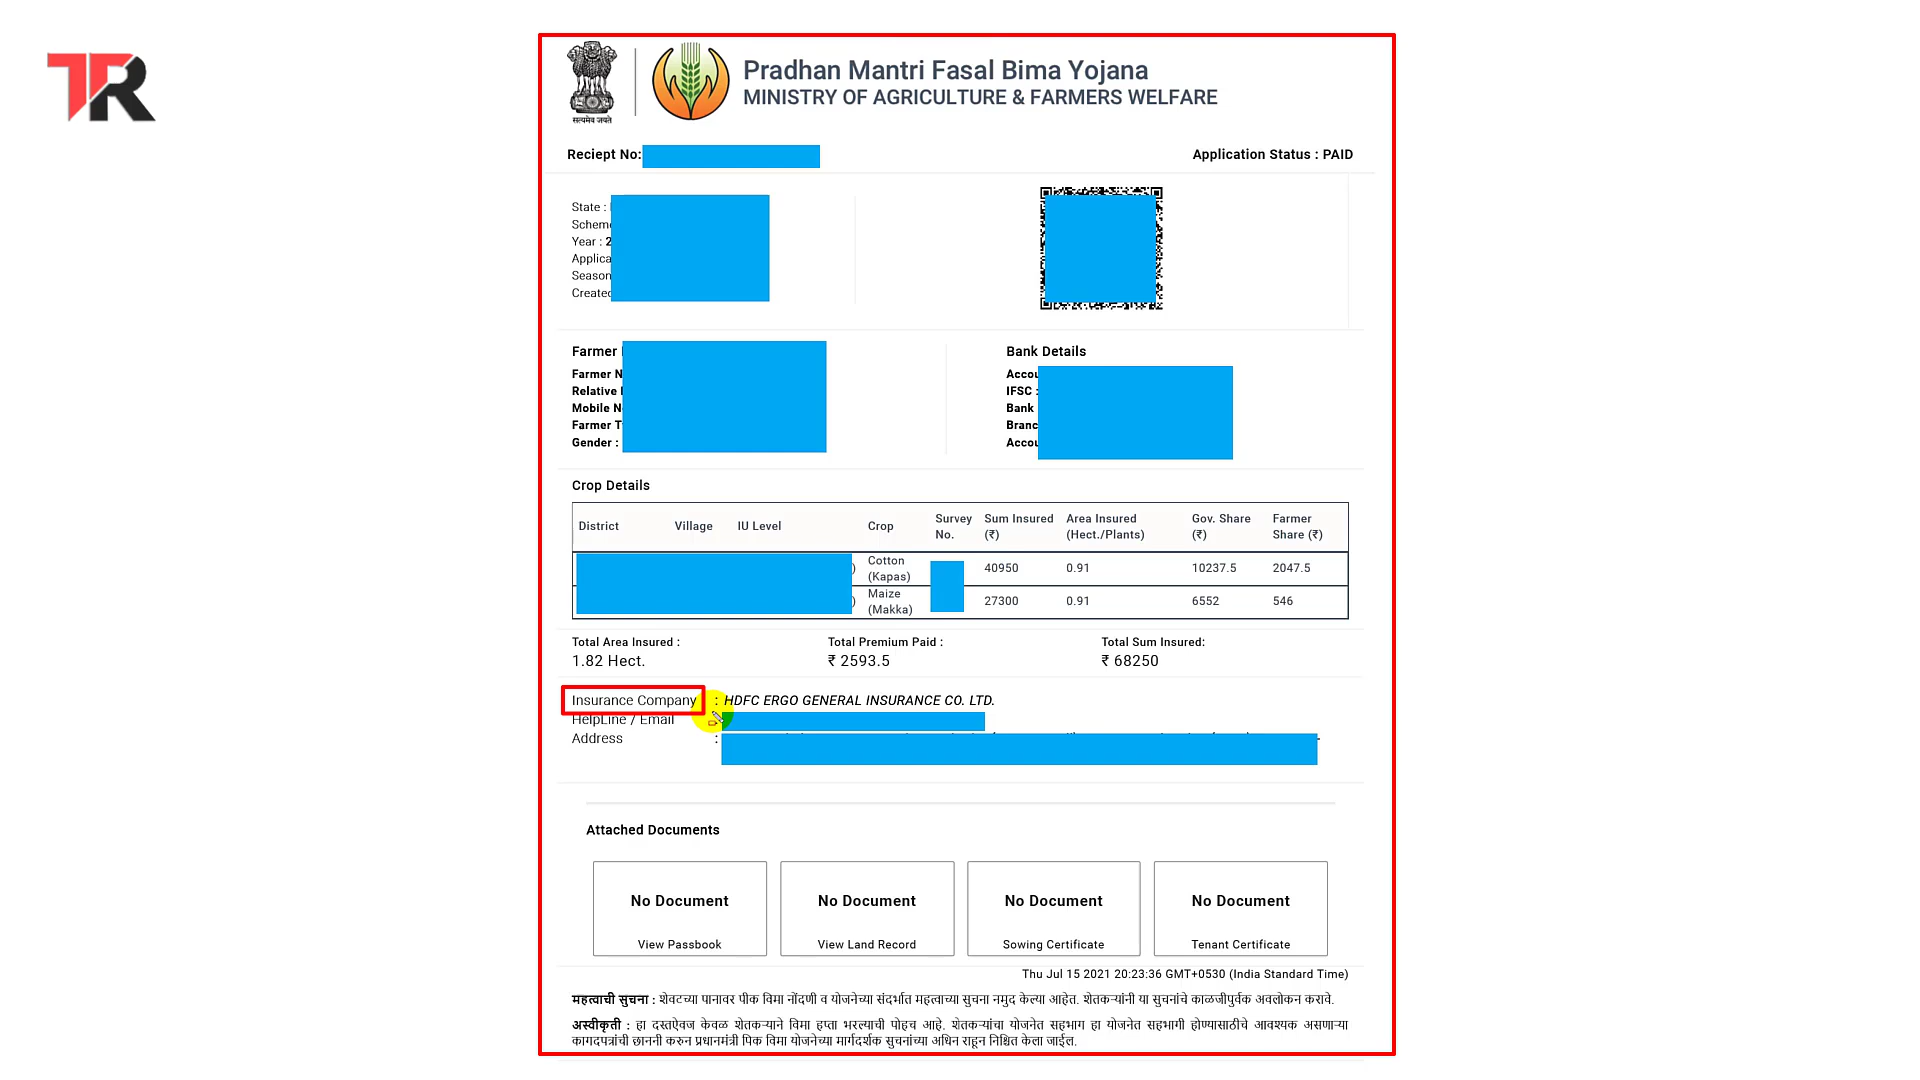 TR
सत्यमेव जयते
Pradhan Mantri Fasal Bima Yojana
MINISTRY OF AGRICULTURE & FARMERS WELFARE
Reciept No:
Application Status : PAID
State :
Scheme
Year : 2
Applica
Season
Created
Farmer
Farmer N
Relative
Mobile N
Farmer T
Gender :
Bank Details
Accou
IFSC :
Bank
Branc
Accou
Crop Details
District Village IU Level Crop Survey No. Sum Insured (₹) Area Insured (Hect./Plants) Gov. Share (₹) Farmer Share (₹)
) Cotton (Kapas) 40950 0.91 10237.5 2047.5
) Maize (Makka) 27300 0.91 6552 546
Total Area Insured : Total Premium Paid : Total Sum Insured:
1.82 Hect. ₹ 2593.5 ₹ 68250
Insurance Company : HDFC ERGO GENERAL INSURANCE CO. LTD.
HelpLine / Email
Address :
Attached Documents
No Document No Document No Document No Document
View Passbook View Land Record Sowing Certificate Tenant Certificate
Thu Jul 15 2021 20:23:36 GMT+0530 (India Standard Time)
महत्वाची सुचना : शेवटच्या पानावर पीक विमा नोंदणी व योजनेच्या संदर्भात महत्वाच्या सुचना नमुद केल्या आहेत. शेतकऱ्यांनी या सुचनांचे काळजीपुर्वक अवलोकन करावे.
अस्वीकृती : हा दस्तऐवज केवळ शेतकऱ्याने विमा हप्ता भरल्याची पोहच आहे. शेतकऱ्यांचा योजनेत सहभाग हा योजनेत सहभागी होण्यासाठीचे आवश्यक असणाऱ्या
कागदपत्रांची छाननी करुन प्रधानमंत्री पिक विमा योजनेच्या मार्गदर्शक सुचनांच्या अधिन राहून निश्चित केला जाईल.